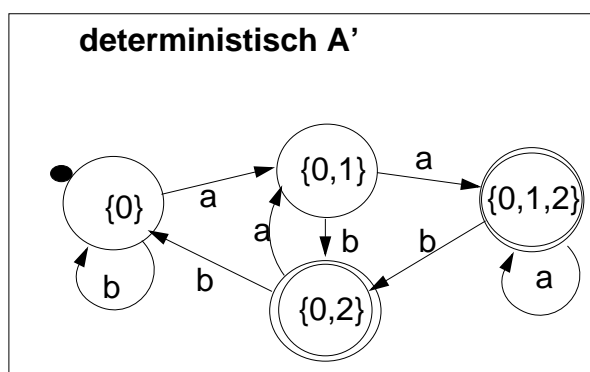 deterministisch A’
{0,1}
a
{0,1,2}
a
{0}
a
b
b
b
b
a
{0,2}